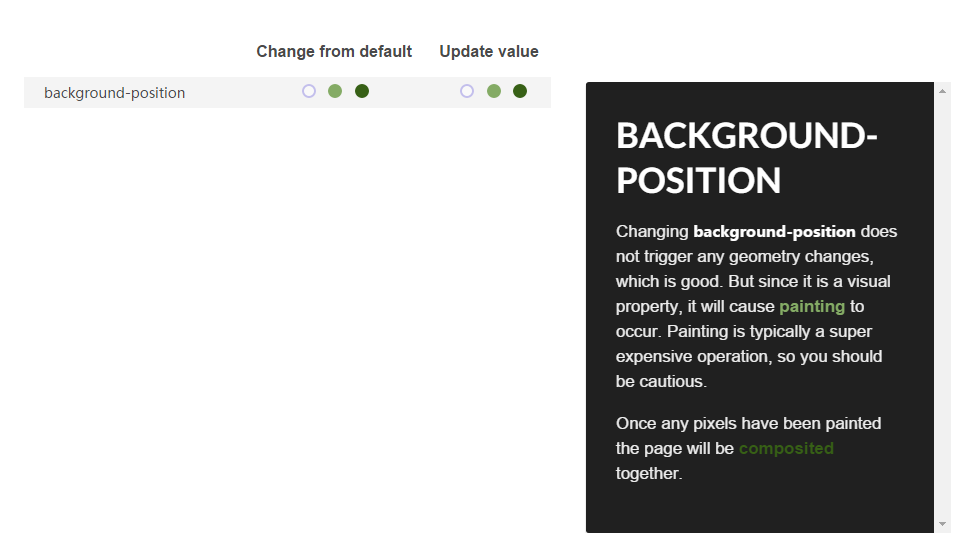 Change from default Update value
background-position
BACKGROUND-
POSITION
Changing background-position does
not trigger any geometry changes,
which is good. But since it is a visual
property, it will cause painting to
occur. Painting is typically a super
expensive operation, so you should
be cautious.
Once any pixels have been painted
the page will be composited
together.